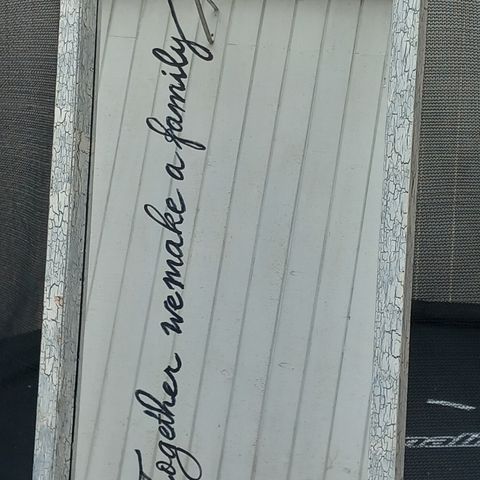 Together we make a family